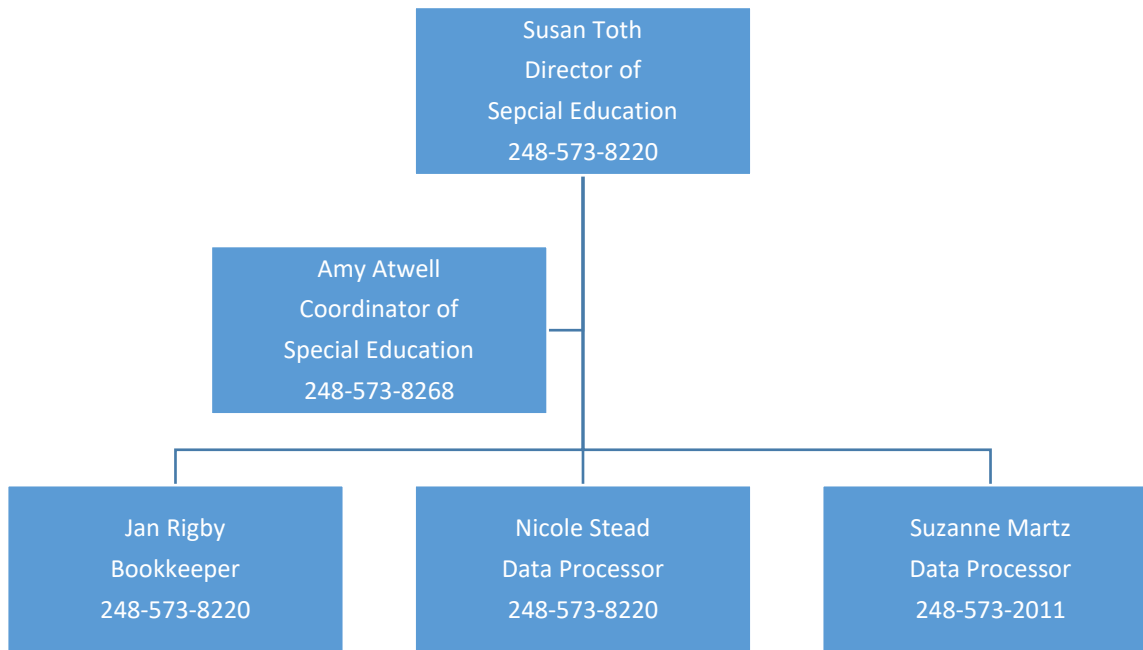 Susan Toth
Director of
Sepcial Education
248-573-8220
Amy Atwell
Coordinator of
Special Education
248-573-8268
Jan Rigby
Bookkeeper
248-573-8220
Nicole Stead
Data Processor
248-573-8220
Suzanne Martz
Data Processor
248-573-2011